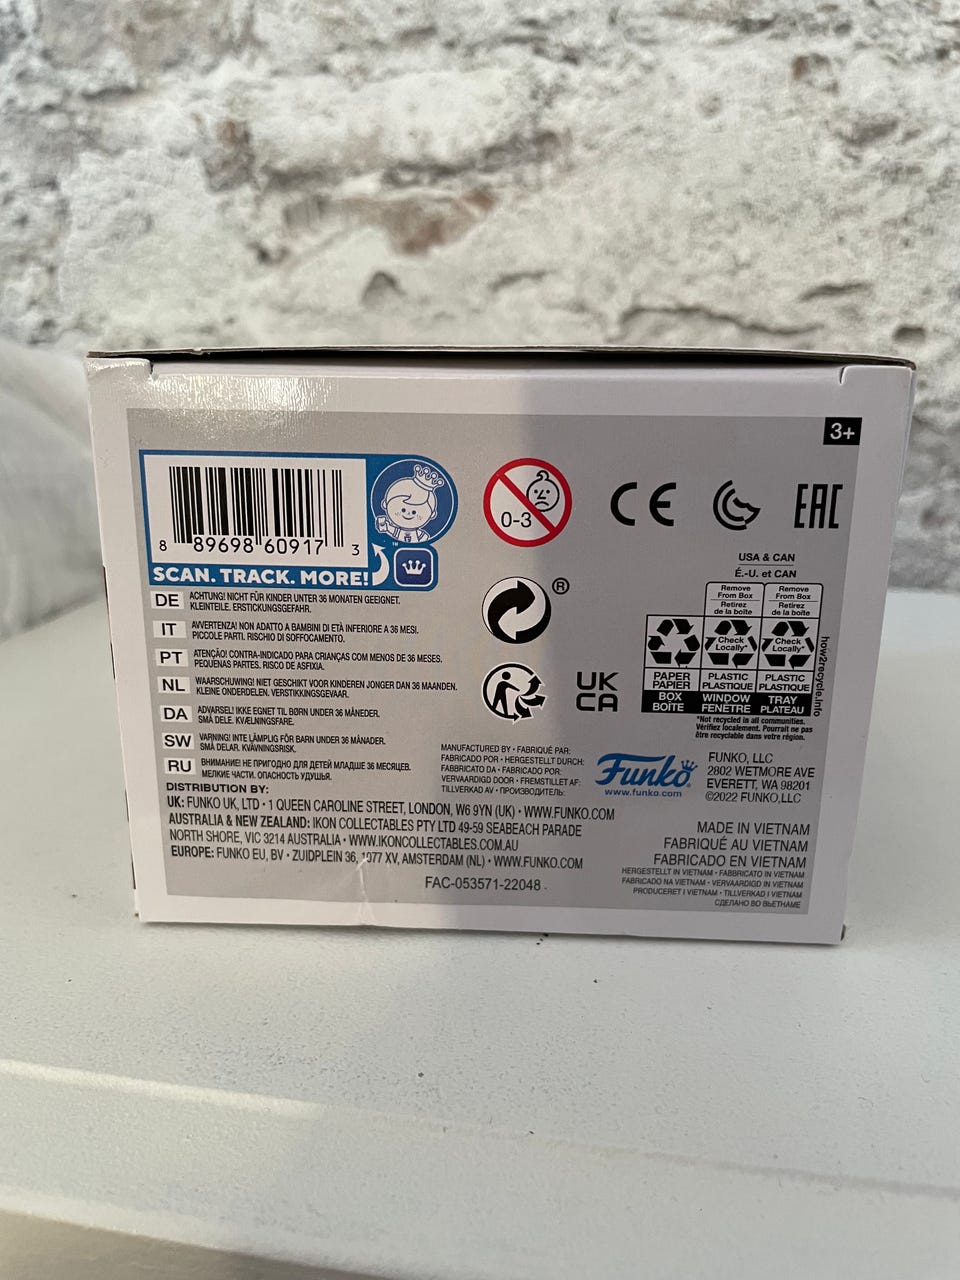 3+
8 89698 60917 3
SCAN. TRACK. MORE!
TM
0-3
CE
EAC
®
UK
CA
USA & CAN
É.-U. et CAN
Remove From Box
Retirez de la boîte
Remove From Box
Retirez de la boîte
Check Locally*
Check Locally*
PAPER PAPIER
PLASTIC PLASTIQUE
PLASTIC PLASTIQUE
BOX BOÎTE
WINDOW FENÊTRE
TRAY PLATEAU
how2recycle.info
*Not recycled in all communities.
Vérifiez localement. Pourrait ne pas
être recyclable dans votre région.
DE ACHTUNG! NICHT FÜR KINDER UNTER 36 MONATEN GEEIGNET.
KLEINTEILE. ERSTICKUNGSGEFAHR.
IT AVVERTENZA! NON ADATTO A BAMBINI DI ETÀ INFERIORE A 36 MESI.
PICCOLE PARTI. RISCHIO DI SOFFOCAMENTO.
PT ATENÇÃO! CONTRA-INDICADO PARA CRIANÇAS COM MENOS DE 36 MESES.
PEQUENAS PARTES. RISCO DE ASFIXIA.
NL WAARSCHUWING! NIET GESCHIKT VOOR KINDEREN JONGER DAN 36 MAANDEN.
KLEINE ONDERDELEN. VERSTIKKINGSGEVAAR.
DA ADVARSEL! IKKE EGNET TIL BØRN UNDER 36 MÅNEDER.
SMÅ DELE. KVÆLNINGSFARE.
SW VARNING! INTE LÄMPLIG FÖR BARN UNDER 36 MÅNADER.
SMÅ DELAR. KVÄVNINGSRISK.
RU ВНИМАНИЕ! НЕ ПРИГОДНО ДЛЯ ДЕТЕЙ МЛАДШЕ 36 МЕСЯЦЕВ.
МЕЛКИЕ ЧАСТИ. ОПАСНОСТЬ УДУШЬЯ.
MANUFACTURED BY • FABRIQUÉ PAR:
FABRICADO POR • HERGESTELLT DURCH:
FABBRICATO DA • FABRICADO POR:
VERVAARDIGD DOOR • FREMSTILLET AF:
TILLVERKAD AV • ПРОИЗВОДИТЕЛЬ:
Funko
www.funko.com
FUNKO, LLC
2802 WETMORE AVE
EVERETT, WA 98201
©2022 FUNKO,LLC
DISTRIBUTION BY:
UK: FUNKO UK, LTD • 1 QUEEN CAROLINE STREET, LONDON, W6 9YN (UK) • WWW.FUNKO.COM
AUSTRALIA & NEW ZEALAND: IKON COLLECTABLES PTY LTD 49-59 SEABEACH PARADE
NORTH SHORE, VIC 3214 AUSTRALIA • WWW.IKONCOLLECTABLES.COM.AU
EUROPE: FUNKO EU, BV • ZUIDPLEIN 36, 1077 XV, AMSTERDAM (NL) • WWW.FUNKO.COM
FAC-053571-22048
MADE IN VIETNAM
FABRIQUÉ AU VIETNAM
FABRICADO EN VIETNAM
HERGESTELLT IN VIETNAM • FABBRICATO IN VIETNAM
FABRICADO NA VIETNAM • VERVAARDIGD IN VIETNAM
PRODUCERET I VIETNAM • TILLVERKAD I VIETNAM
СДЕЛАНО ВО ВЬЕТНАМЕ